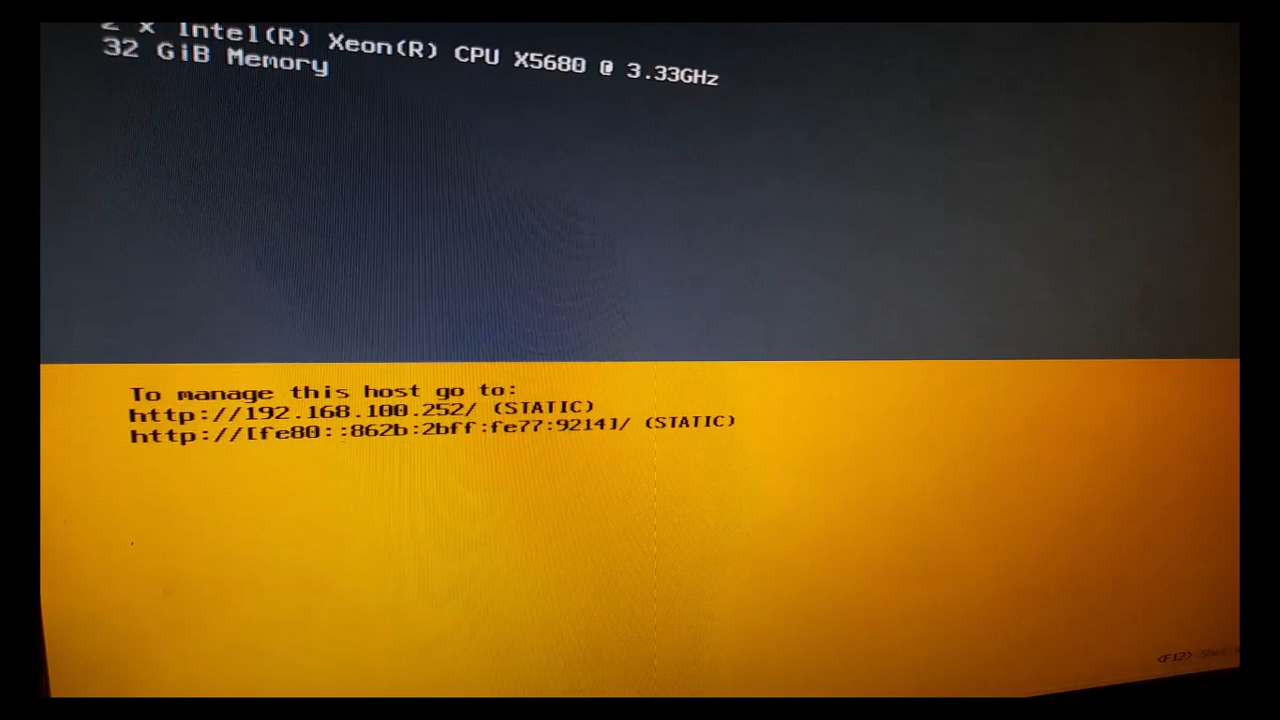 2 x Intel(R) Xeon(R) CPU X5680 @ 3.33GHz
32 GiB Memory
To manage this host go to:
http://192.168.100.252/ (STATIC)
http://[fe80::862b:2bff:fe77:9214]/ (STATIC)
<F12>